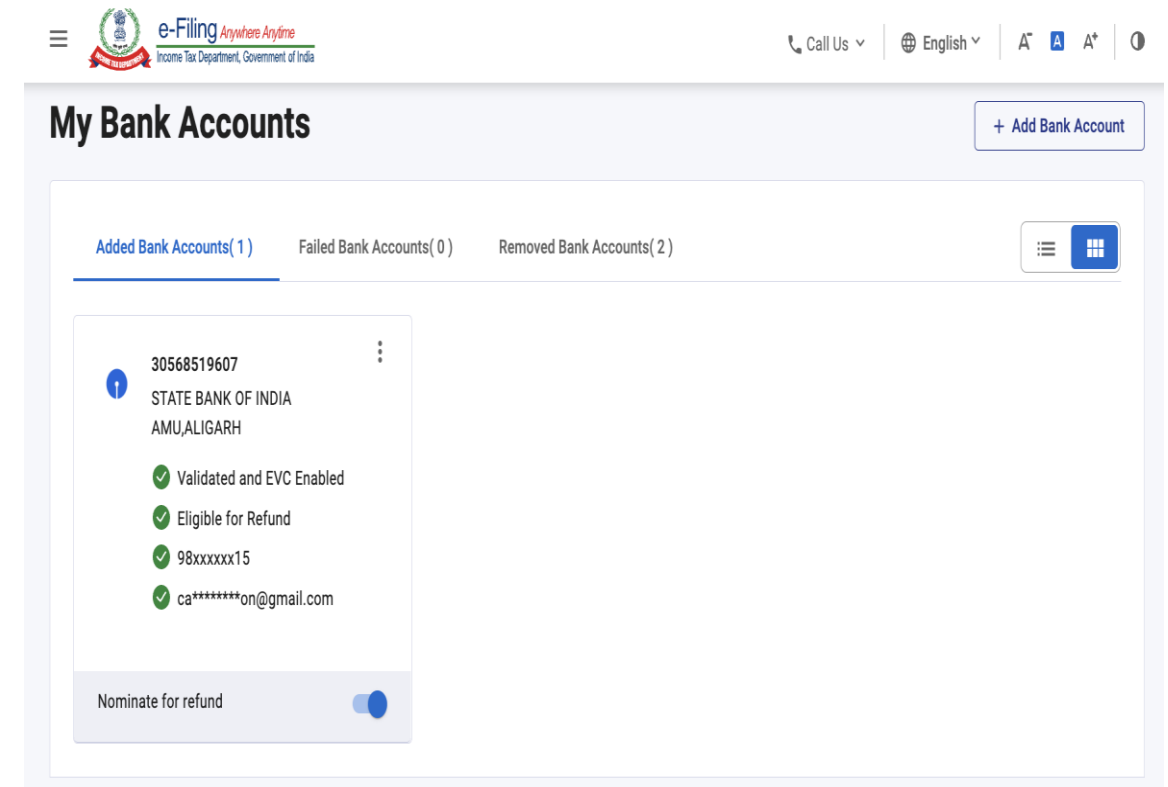 e-Filing Anywhere Anytime
Income Tax Department, Government of India
Call Us
English
A-
A
A+
My Bank Accounts
+ Add Bank Account
Added Bank Accounts( 1 )
Failed Bank Accounts( 0 )
Removed Bank Accounts( 2 )
30568519607
STATE BANK OF INDIA
AMU,ALIGARH
Validated and EVC Enabled
Eligible for Refund
98xxxxxx15
ca********on@gmail.com
Nominate for refund